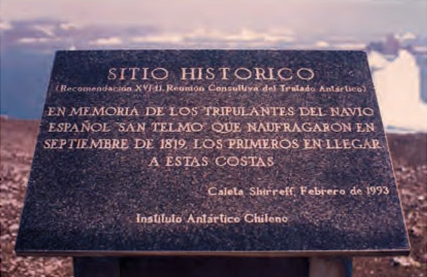 SITIO HISTORICO
(Recomendación XVI-11, Reunión Consultiva del Tratado Antártico)
EN MEMORIA DE LOS TRIPULANTES DEL NAVIO
ESPAÑOL "SAN TELMO" QUE NAUFRAGARON EN
SEPTIEMBRE DE 1819, LOS PRIMEROS EN LLEGAR
A ESTAS COSTAS
Caleta Shirreff, Febrero de 1993
Instituto Antártico Chileno